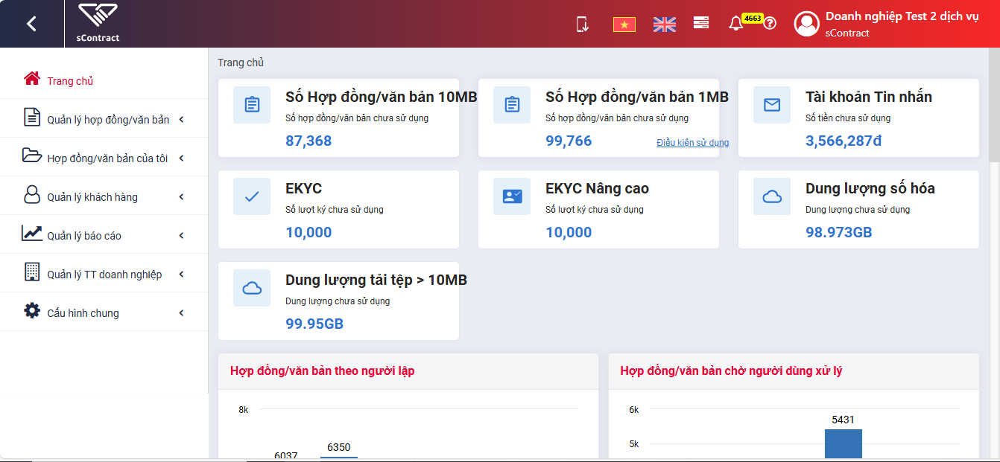 sContract
4663
Doanh nghiệp Test 2 dịch vụ
sContract
Trang chủ
Quản lý hợp đồng/văn bản
Hợp đồng/văn bản của tôi
Quản lý khách hàng
Quản lý báo cáo
Quản lý TT doanh nghiệp
Cấu hình chung
Trang chủ
Số Hợp đồng/văn bản 10MB
Số hợp đồng/văn bản chưa sử dụng
87,368
Số Hợp đồng/văn bản 1MB
Số hợp đồng/văn bản chưa sử dụng
99,766
Điều kiện sử dụng
Tài khoản Tin nhắn
Số tiền chưa sử dụng
3,566,287đ
EKYC
Số lượt ký chưa sử dụng
10,000
EKYC Nâng cao
Số lượt ký chưa sử dụng
10,000
Dung lượng số hóa
Dung lượng chưa sử dụng
98.973GB
Dung lượng tải tệp > 10MB
Dung lượng chưa sử dụng
99.95GB
Hợp đồng/văn bản theo người lập
8k
6037
6350
Hợp đồng/văn bản chờ người dùng xử lý
6k
5431
5k